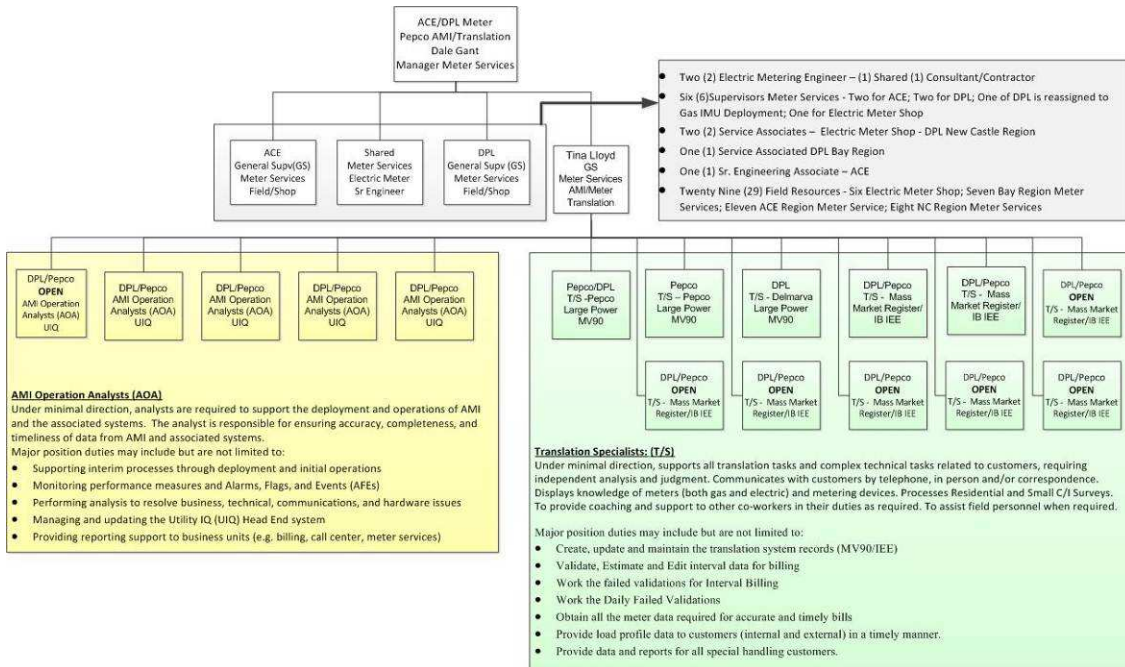 ACE/DPL Meter
Pepco AMI/Translation
Dale Gant
Manager Meter Services
● Two (2) Electric Metering Engineer – (1) Shared (1) Consultant/Contractor
● Six (6)Supervisors Meter Services - Two for ACE; Two for DPL; One of DPL is reassigned to
Gas IMU Deployment; One for Electric Meter Shop
● Two (2) Service Associates – Electric Meter Shop - DPL New Castle Region
● One (1) Service Associated DPL Bay Region
● One (1) Sr. Engineering Associate – ACE
● Twenty Nine (29) Field Resources - Six Electric Meter Shop; Seven Bay Region Meter
Services; Eleven ACE Region Meter Service; Eight NC Region Meter Services
ACE
General Supv(GS)
Meter Services
Field/Shop
Shared
Meter Services
Electric Meter
Sr Engineer
DPL
General Supv (GS)
Meter Services
Field/Shop
Tina Lloyd
GS
Meter Services
AMI/Meter
Translation
DPL/Pepco
OPEN
AMI Operation
Analysts (AOA)
UIQ
DPL/Pepco
AMI Operation
Analysts (AOA)
UIQ
DPL/Pepco
AMI Operation
Analysts (AOA)
UIQ
DPL/Pepco
AMI Operation
Analysts (AOA)
UIQ
DPL/Pepco
AMI Operation
Analysts (AOA)
UIQ
AMI Operation Analysts (AOA)
Under minimal direction, analysts are required to support the deployment and operations of AMI
and the associated systems. The analyst is responsible for ensuring accuracy, completeness, and
timeliness of data from AMI and associated systems.
Major position duties may include but are not limited to:
● Supporting interim processes through deployment and initial operations
● Monitoring performance measures and Alarms, Flags, and Events (AFEs)
● Performing analysis to resolve business, technical, communications, and hardware issues
● Managing and updating the Utility IQ (UIQ) Head End system
● Providing reporting support to business units (e.g. billing, call center, meter services)
Pepco/DPL
T/S -Pepco
Large Power
MV90
Pepco
T/S – Pepco
Large Power
MV90
DPL
T/S - Delmarva
Large Power
MV90
DPL/Pepco
T/S - Mass
Market Register/
IB IEE
DPL/Pepco
T/S - Mass
Market Register/
IB IEE
DPL/Pepco
OPEN
T/S - Mass Market
Register/IB IEE
DPL/Pepco
OPEN
T/S - Mass Market
Register/IB IEE
DPL/Pepco
OPEN
T/S - Mass Market
Register/IB IEE
DPL/Pepco
OPEN
T/S - Mass Market
Register/IB IEE
DPL/Pepco
OPEN
T/S - Mass Market
Register/IB IEE
DPL/Pepco
OPEN
T/S - Mass Market
Register/IB IEE
Translation Specialists: (T/S)
Under minimal direction, supports all translation tasks and complex technical tasks related to customers, requiring
independent analysis and judgment. Communicates with customers by telephone, in person and/or correspondence.
Displays knowledge of meters (both gas and electric) and metering devices. Processes Residential and Small C/I Surveys.
To provide coaching and support to other co-workers in their duties as required. To assist field personnel when required.
Major position duties may include but are not limited to:
● Create, update and maintain the translation system records (MV90/IEE)
● Validate, Estimate and Edit interval data for billing
● Work the failed validations for Interval Billing
● Work the Daily Failed Validations
● Obtain all the meter data required for accurate and timely bills
● Provide load profile data to customers (internal and external) in a timely manner.
● Provide data and reports for all special handling customers.